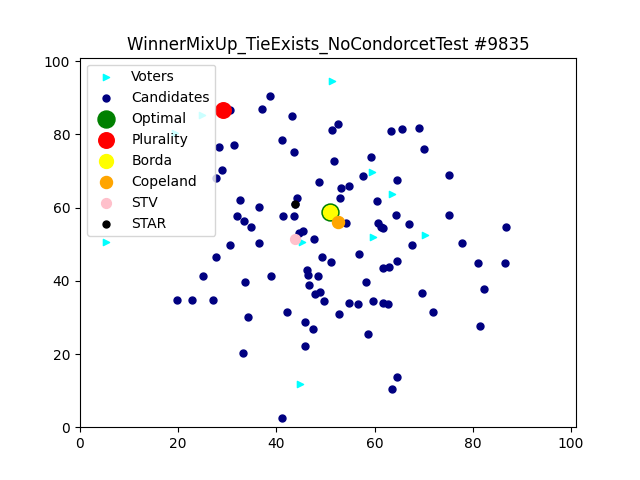 WinnerMixUp_TieExists_NoCondorcetTest #9835
100
80
60
40
20
0
Voters
Candidates
Optimal
Plurality
Borda
Copeland
STV
STAR
0 20 40 60 80 100